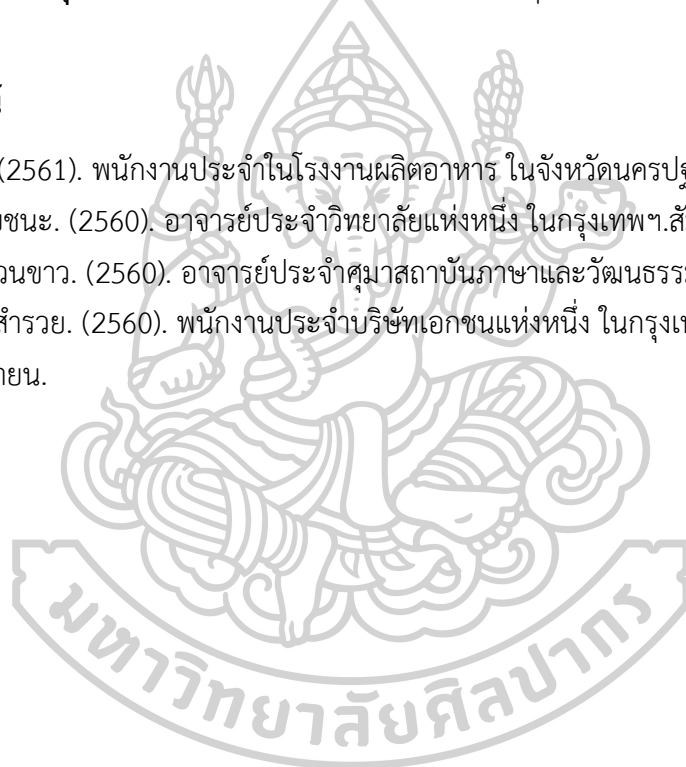 (2561). พนักงานประจำในโรงงานผลิตอาหาร ในจังหวัดนครปฐ
ยชนะ. (2560). อาจารย์ประจำวิทยาลัยแห่งหนึ่ง ในกรุงเทพฯ.สั
วนขาว. (2560). อาจารย์ประจำศุมาสถาบันภาษาและวัฒนธรร
สำรวย. (2560). พนักงานประจำบริษัทเอกชนแห่งหนึ่ง ในกรุงเท
ายน.
มหาวิทยาลัยศิลปากร